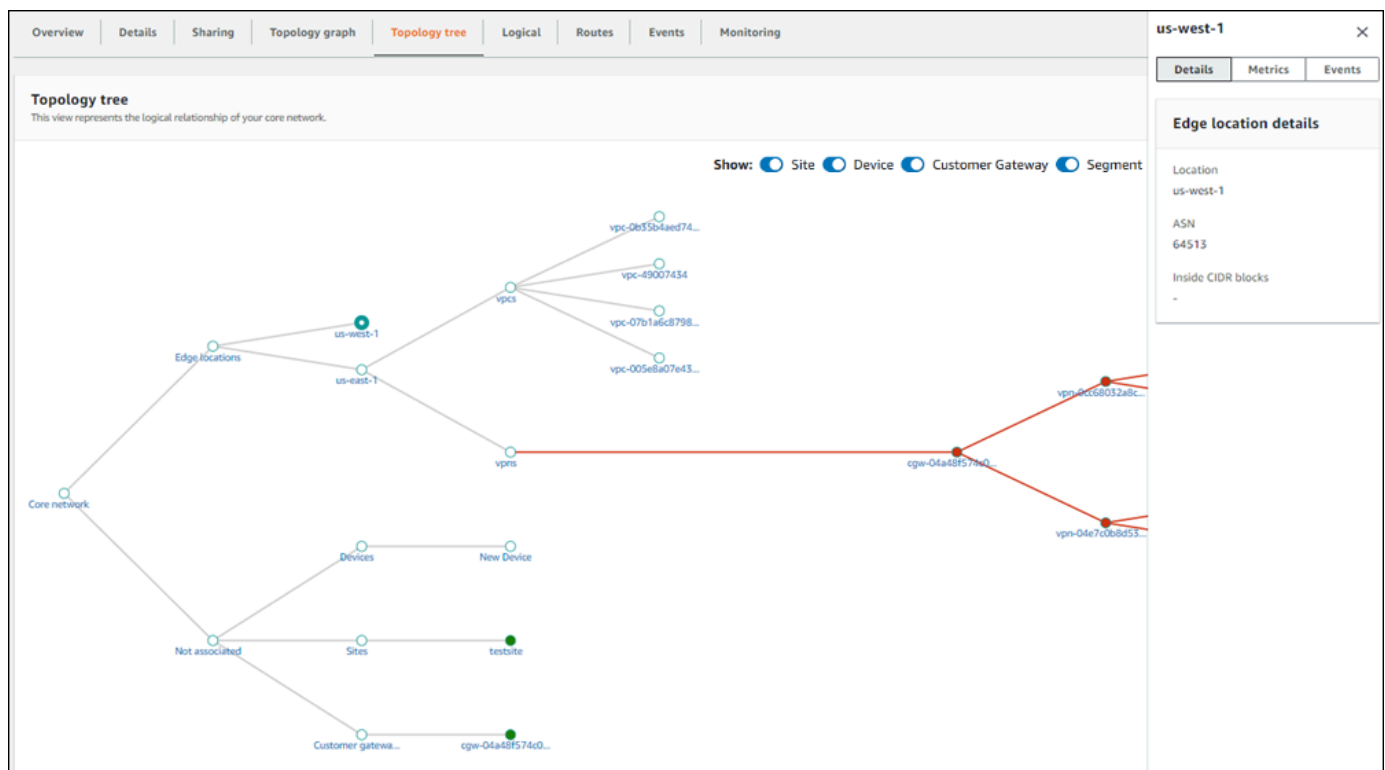 Overview Details Sharing Topology graph Topology tree Logical Routes Events Monitoring
Topology tree
This view represents the logical relationship of your core network.
Show: Site Device Customer Gateway Segment
vpc-0b35b4aed74...
vpc-49007434
vpcs
vpc-07b1a6c8798...
us-west-1
Edge locations
vpc-005e8a07e43...
us-east-1
vpn-0cc68032a8c...
vpns
cgw-04a48f574c0...
Core network
vpn-04e7c0b8d53...
Devices
New Device
Not associated
Sites
testsite
Customer gatewa...
cgw-04a48f574c0...
us-west-1
Details Metrics Events
Edge location details
Location
us-west-1
ASN
64513
Inside CIDR blocks
-